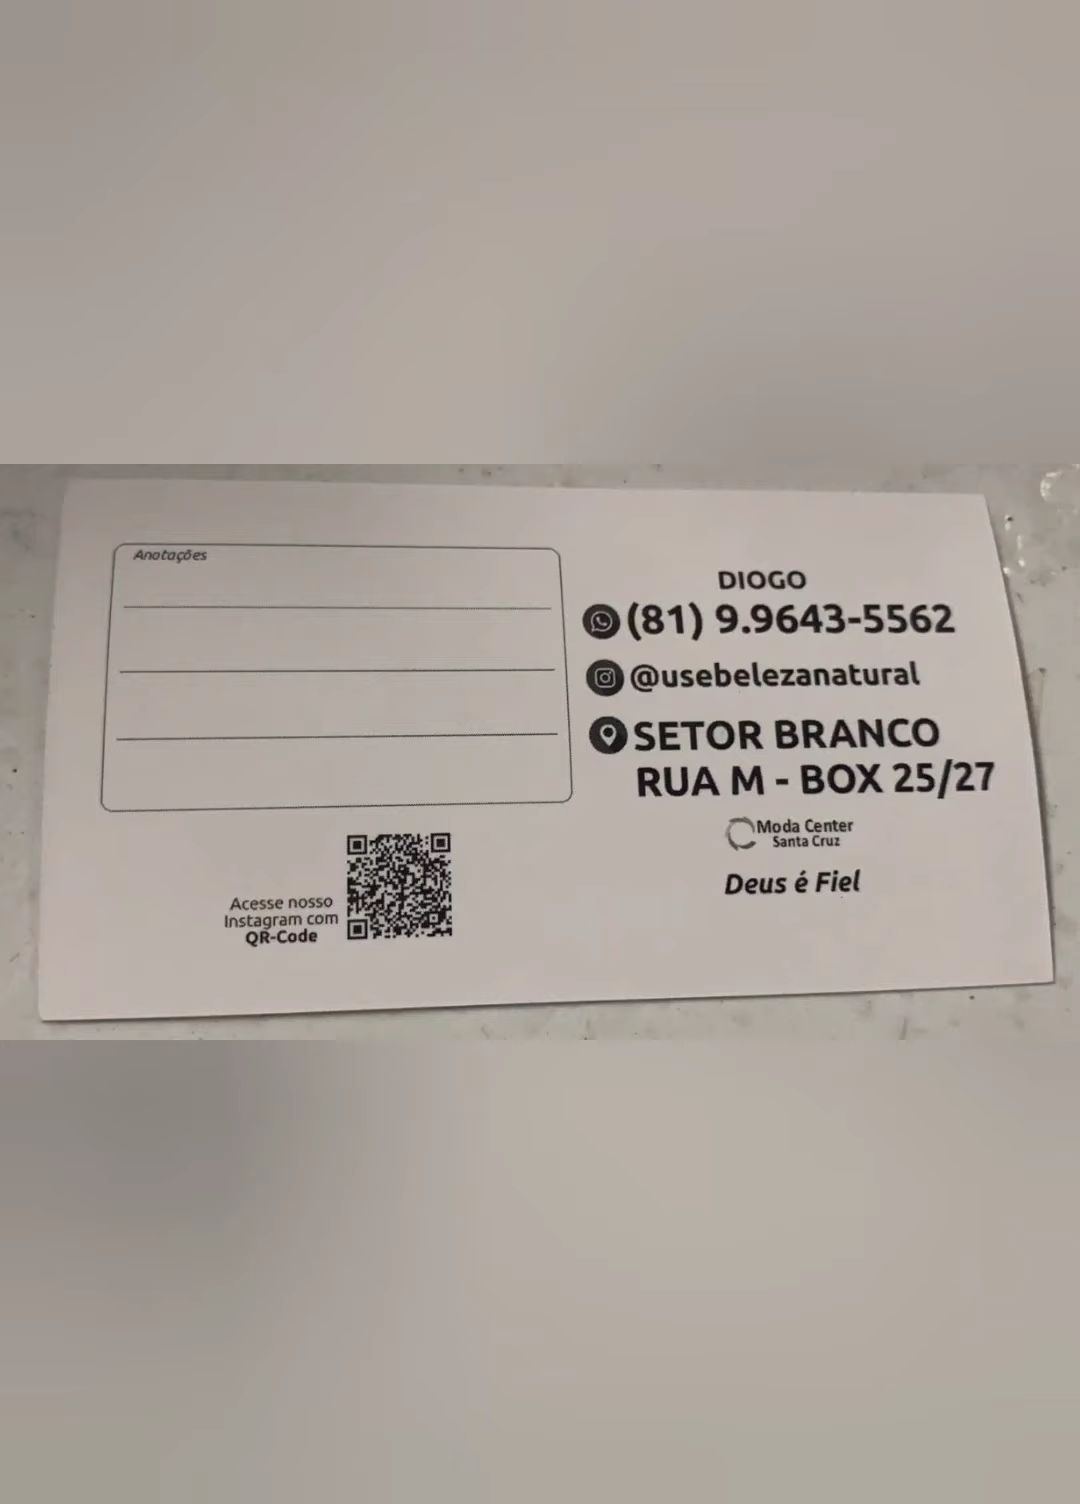 Anotações
DIOGO
(81) 9.9643-5562
@usebelezanatural
SETOR BRANCO
RUA M - BOX 25/27
Moda Center
Santa Cruz
Deus é Fiel
Acesse nosso
Instagram com
QR-Code